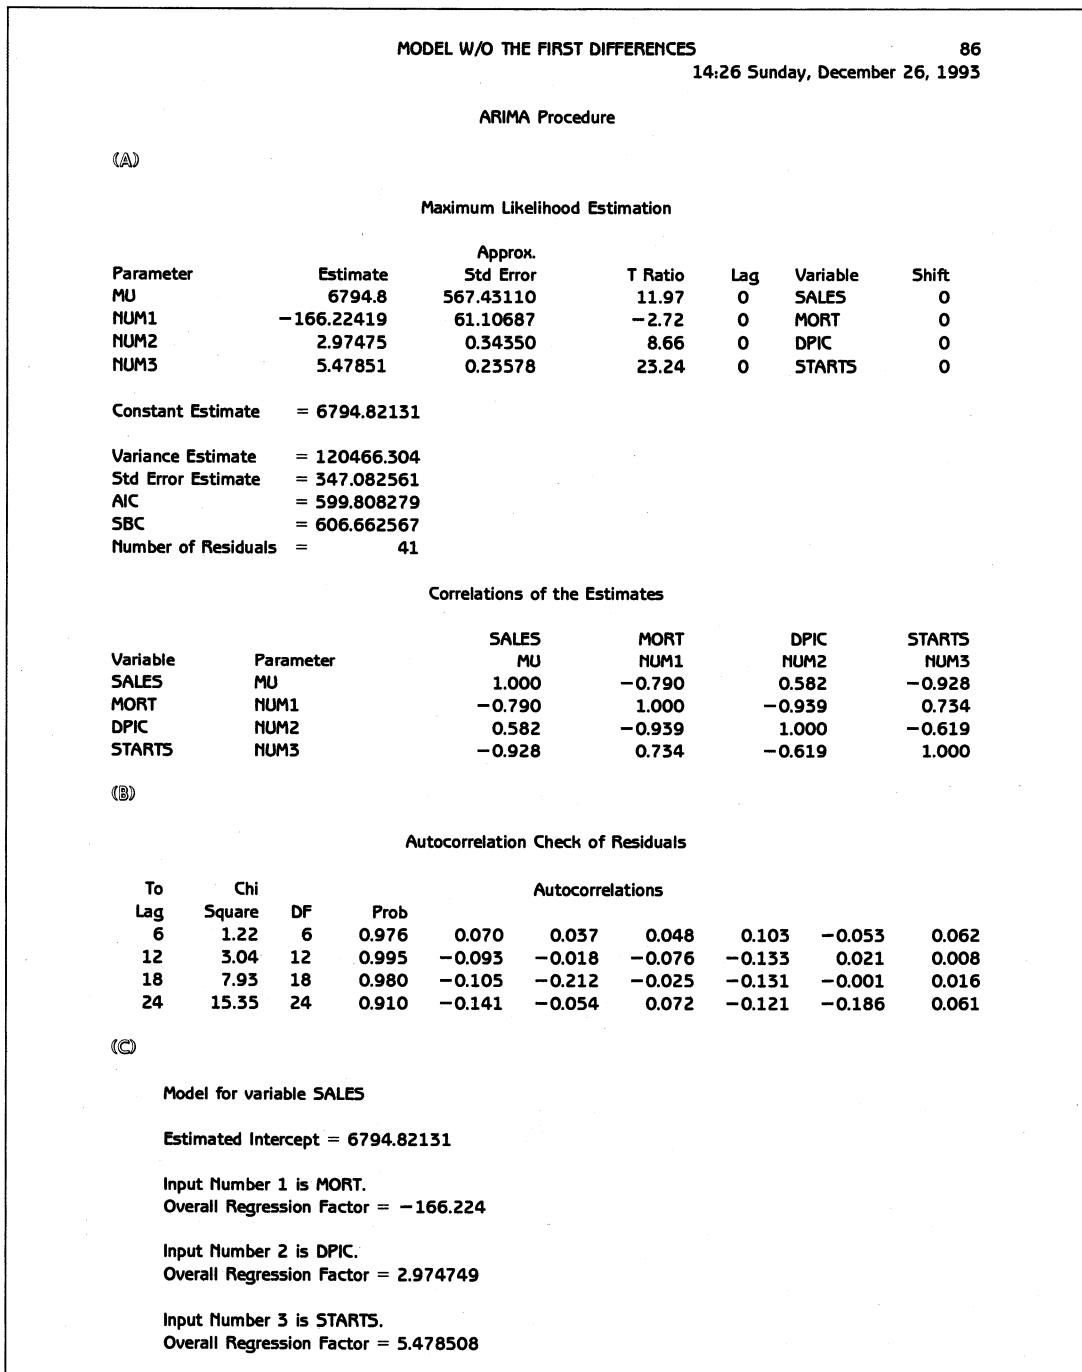 MODEL W/O THE FIRST DIFFERENCES 86
14:26 Sunday, December 26, 1993
ARIMA Procedure
(A)
Maximum Likelihood Estimation
Approx.
Parameter Estimate Std Error T Ratio Lag Variable Shift
MU 6794.8 567.43110 11.97 0 SALES 0
NUM1 −166.22419 61.10687 −2.72 0 MORT 0
NUM2 2.97475 0.34350 8.66 0 DPIC 0
NUM3 5.47851 0.23578 23.24 0 STARTS 0
Constant Estimate = 6794.82131
Variance Estimate = 120466.304
Std Error Estimate = 347.082561
AIC = 599.808279
SBC = 606.662567
Number of Residuals = 41
Correlations of the Estimates
SALES MORT DPIC STARTS
Variable Parameter MU NUM1 NUM2 NUM3
SALES MU 1.000 −0.790 0.582 −0.928
MORT NUM1 −0.790 1.000 −0.939 0.734
DPIC NUM2 0.582 −0.939 1.000 −0.619
STARTS NUM3 −0.928 0.734 −0.619 1.000
(B)
Autocorrelation Check of Residuals
To Chi Autocorrelations
Lag Square DF Prob
6 1.22 6 0.976 0.070 0.037 0.048 0.103 −0.053 0.062
12 3.04 12 0.995 −0.093 −0.018 −0.076 −0.133 0.021 0.008
18 7.93 18 0.980 −0.105 −0.212 −0.025 −0.131 −0.001 0.016
24 15.35 24 0.910 −0.141 −0.054 0.072 −0.121 −0.186 0.061
(C)
Model for variable SALES
Estimated Intercept = 6794.82131
Input Number 1 is MORT.
Overall Regression Factor = −166.224
Input Number 2 is DPIC.
Overall Regression Factor = 2.974749
Input Number 3 is STARTS.
Overall Regression Factor = 5.478508